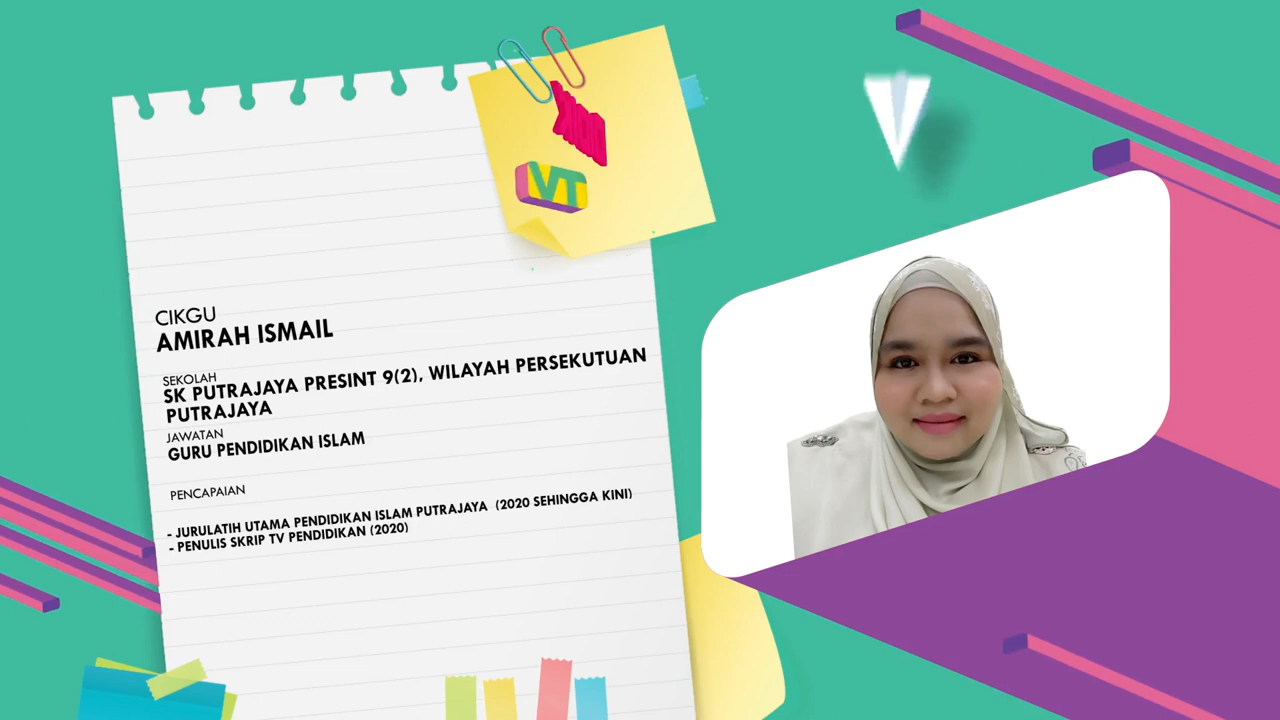 VT
CIKGU
AMIRAH ISMAIL
SEKOLAH
SK PUTRAJAYA PRESINT 9(2), WILAYAH PERSEKUTUAN
PUTRAJAYA
JAWATAN
GURU PENDIDIKAN ISLAM
PENCAPAIAN
- JURULATIH UTAMA PENDIDIKAN ISLAM PUTRAJAYA (2020 SEHINGGA KINI)
- PENULIS SKRIP TV PENDIDIKAN (2020)